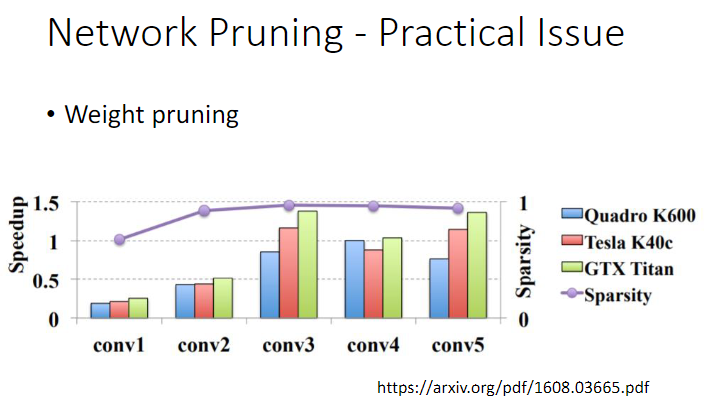 Network Pruning - Practical Issue
• Weight pruning
Speedup
1.5
1
0.5
0
conv1 conv2 conv3 conv4 conv5
1
0
Sparsity
Quadro K600
Tesla K40c
GTX Titan
Sparsity
https://arxiv.org/pdf/1608.03665.pdf